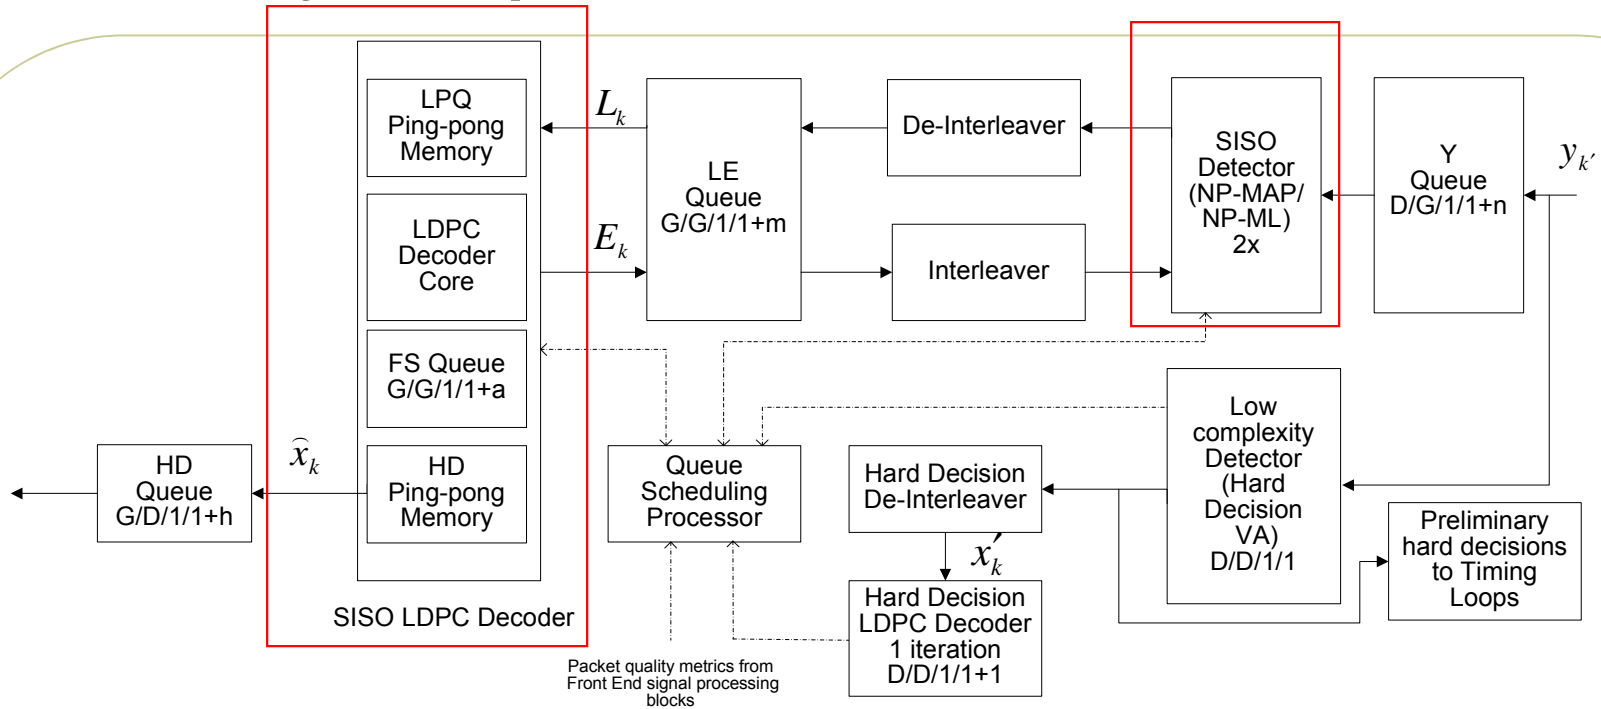 LPQ
Ping-pong
Memory
LDPC
Decoder
Core
FS Queue
G/G/1/1+a
HD
Ping-pong
Memory
SISO LDPC Decoder
L_k
E_k
x̂_k
HD
Queue
G/D/1/1+h
LE
Queue
G/G/1/1+m
De-Interleaver
Interleaver
SISO
Detector
(NP-MAP/
NP-ML)
2x
Y
Queue
D/G/1/1+n
y_k′
Queue
Scheduling
Processor
Packet quality metrics from
Front End signal processing
blocks
Hard Decision
De-Interleaver
x′_k
Hard Decision
LDPC Decoder
1 iteration
D/D/1/1+1
Low
complexity
Detector
(Hard
Decision
VA)
D/D/1/1
Preliminary
hard decisions
to Timing
Loops